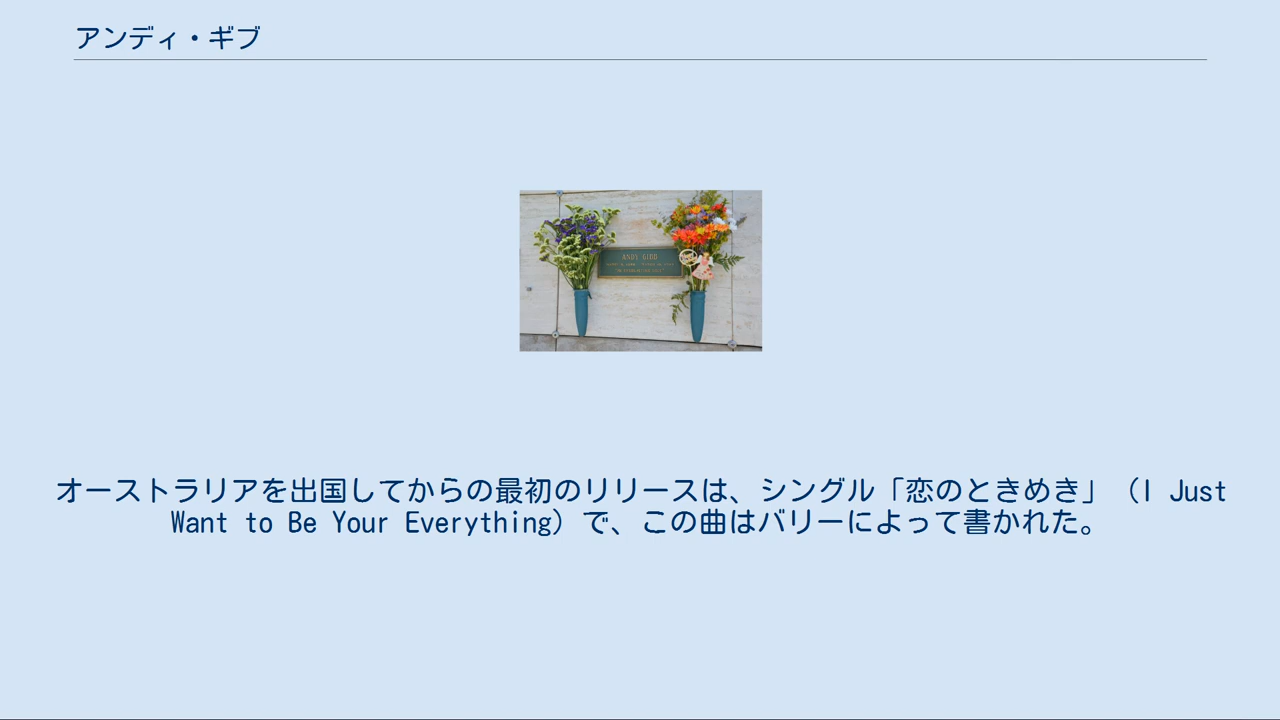 アンディ・ギブ
ANDY GIBB
オーストラリアを出国してからの最初のリリースは、シングル「恋のときめき」（I Just
Want to Be Your Everything）で、この曲はバリーによって書かれた。